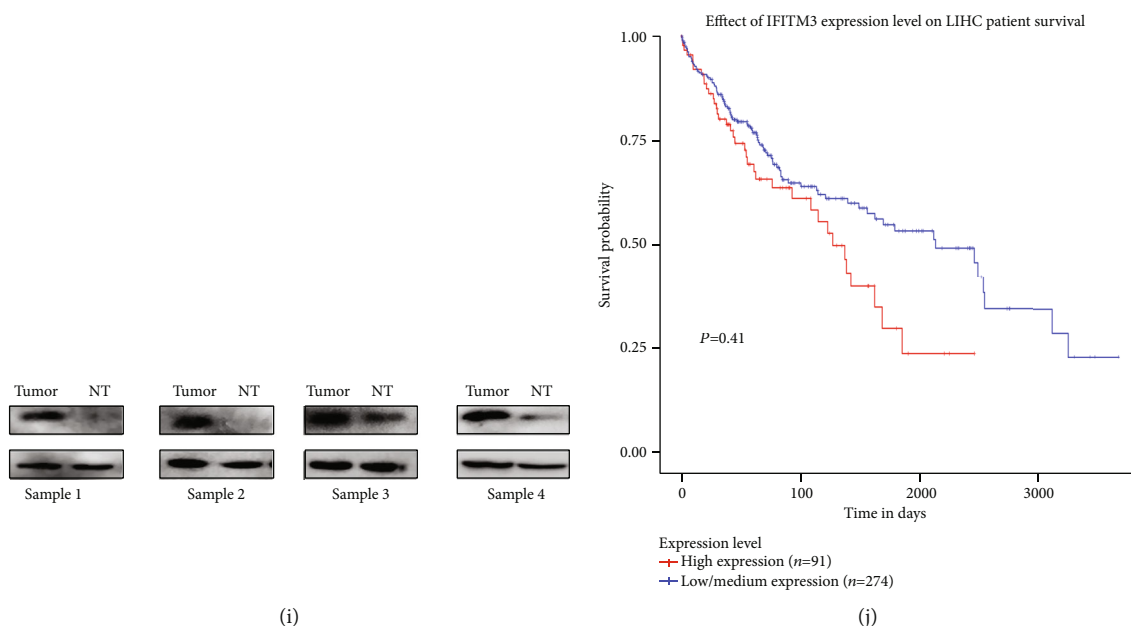 Tumor NT Tumor NT Tumor NT Tumor NT
Sample 1 Sample 2 Sample 3 Sample 4
(i)
Effect of IFITM3 expression level on LIHC patient survival
1.00
0.75
0.50
0.25
0.00
Survival probability
P=0.41
0 100 2000 3000
Time in days
Expression level
High expression (n=91)
Low/medium expression (n=274)
(j)